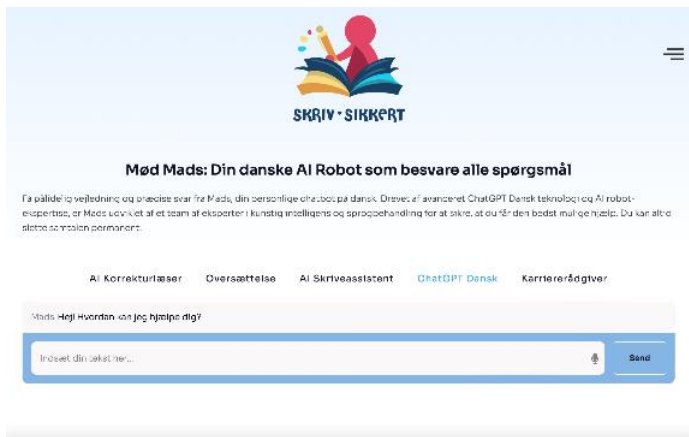 SKRIV·SIKKERT
Mød Mads: Din danske AI Robot som besvare alle spørgsmål
Få pålidelig vejledning og præcise svar fra Mads, din personlige chatbot på dansk. Drevet af avanceret ChatGPT Dansk teknologi og AI robot-
ekspertise, er Mads udviklet af et team af eksperter i kunstig intelligens og sprogbehandling for at sikre, at du får den bedst mulige hjælp. Du kan altid
slette samtalen permanent.
AI Korrekturlæser Oversættelse AI Skriveassistent ChatGPT Dansk Karriererådgiver
Mads: Hej! Hvordan kan jeg hjælpe dig?
Indsæt din tekst her... Send